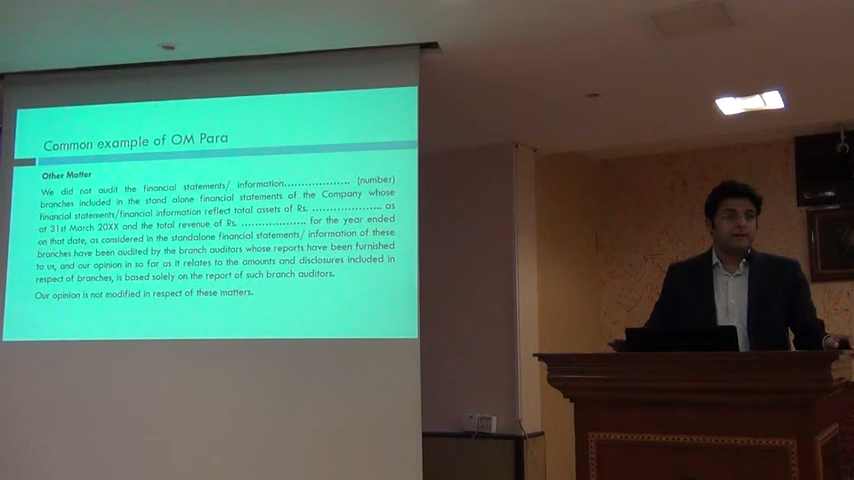 Common example of OM Para
Other Matter
We did not audit the financial statements/ information.................... (number)
branches included in the stand alone financial statements of the Company whose
financial statements/financial information reflect total assets of Rs. .................... as
at 31st March 20XX and the total revenue of Rs. .................... for the year ended
on that date, as considered in the standalone financial statements/ information of these
branches have been audited by the branch auditors whose reports have been furnished
to us, and our opinion in so far as it relates to the amounts and disclosures included in
respect of branches, is based solely on the report of such branch auditors.
Our opinion is not modified in respect of these matters.